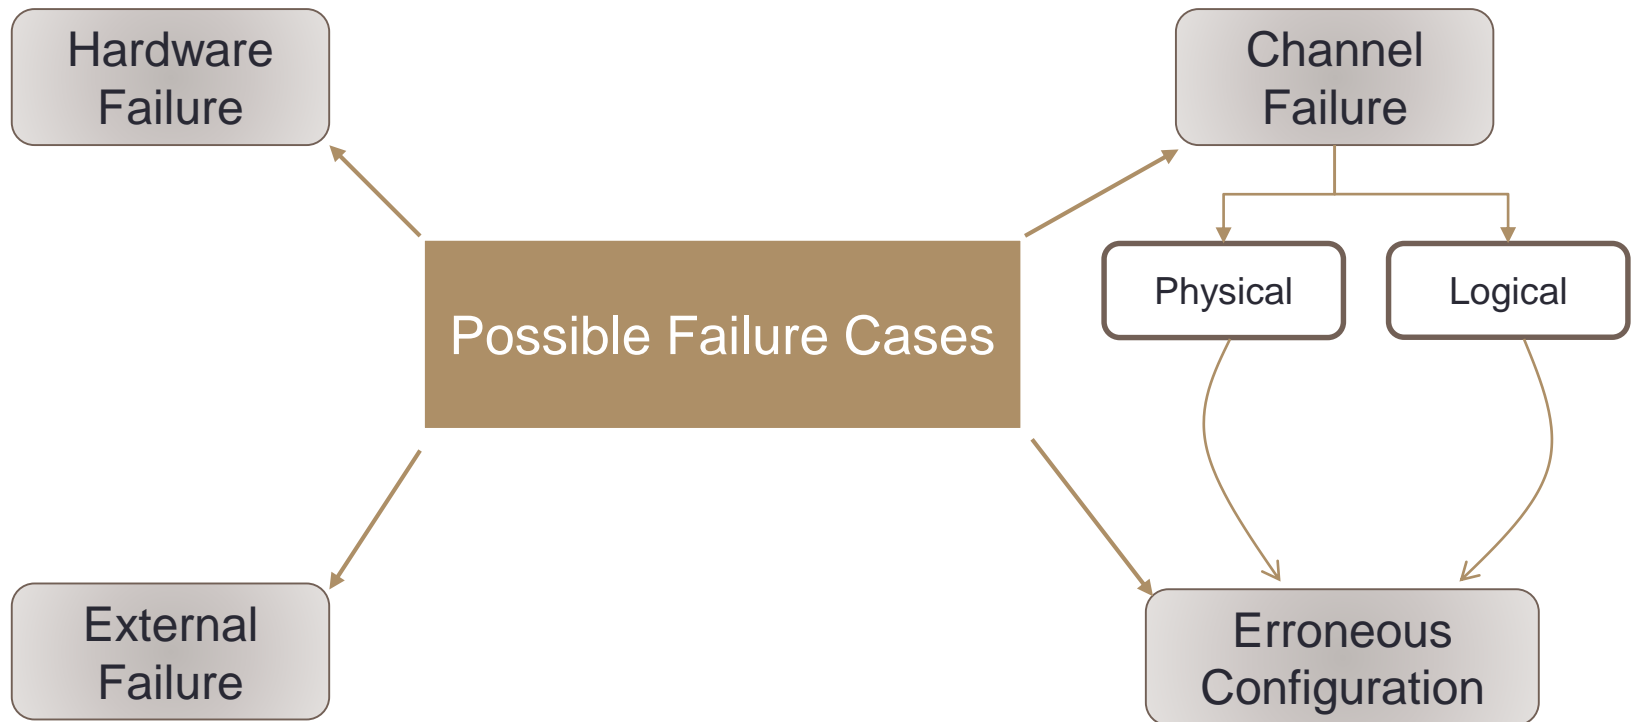 Hardware
Failure
Channel
Failure
Physical
Logical
Possible Failure Cases
External
Failure
Erroneous
Configuration